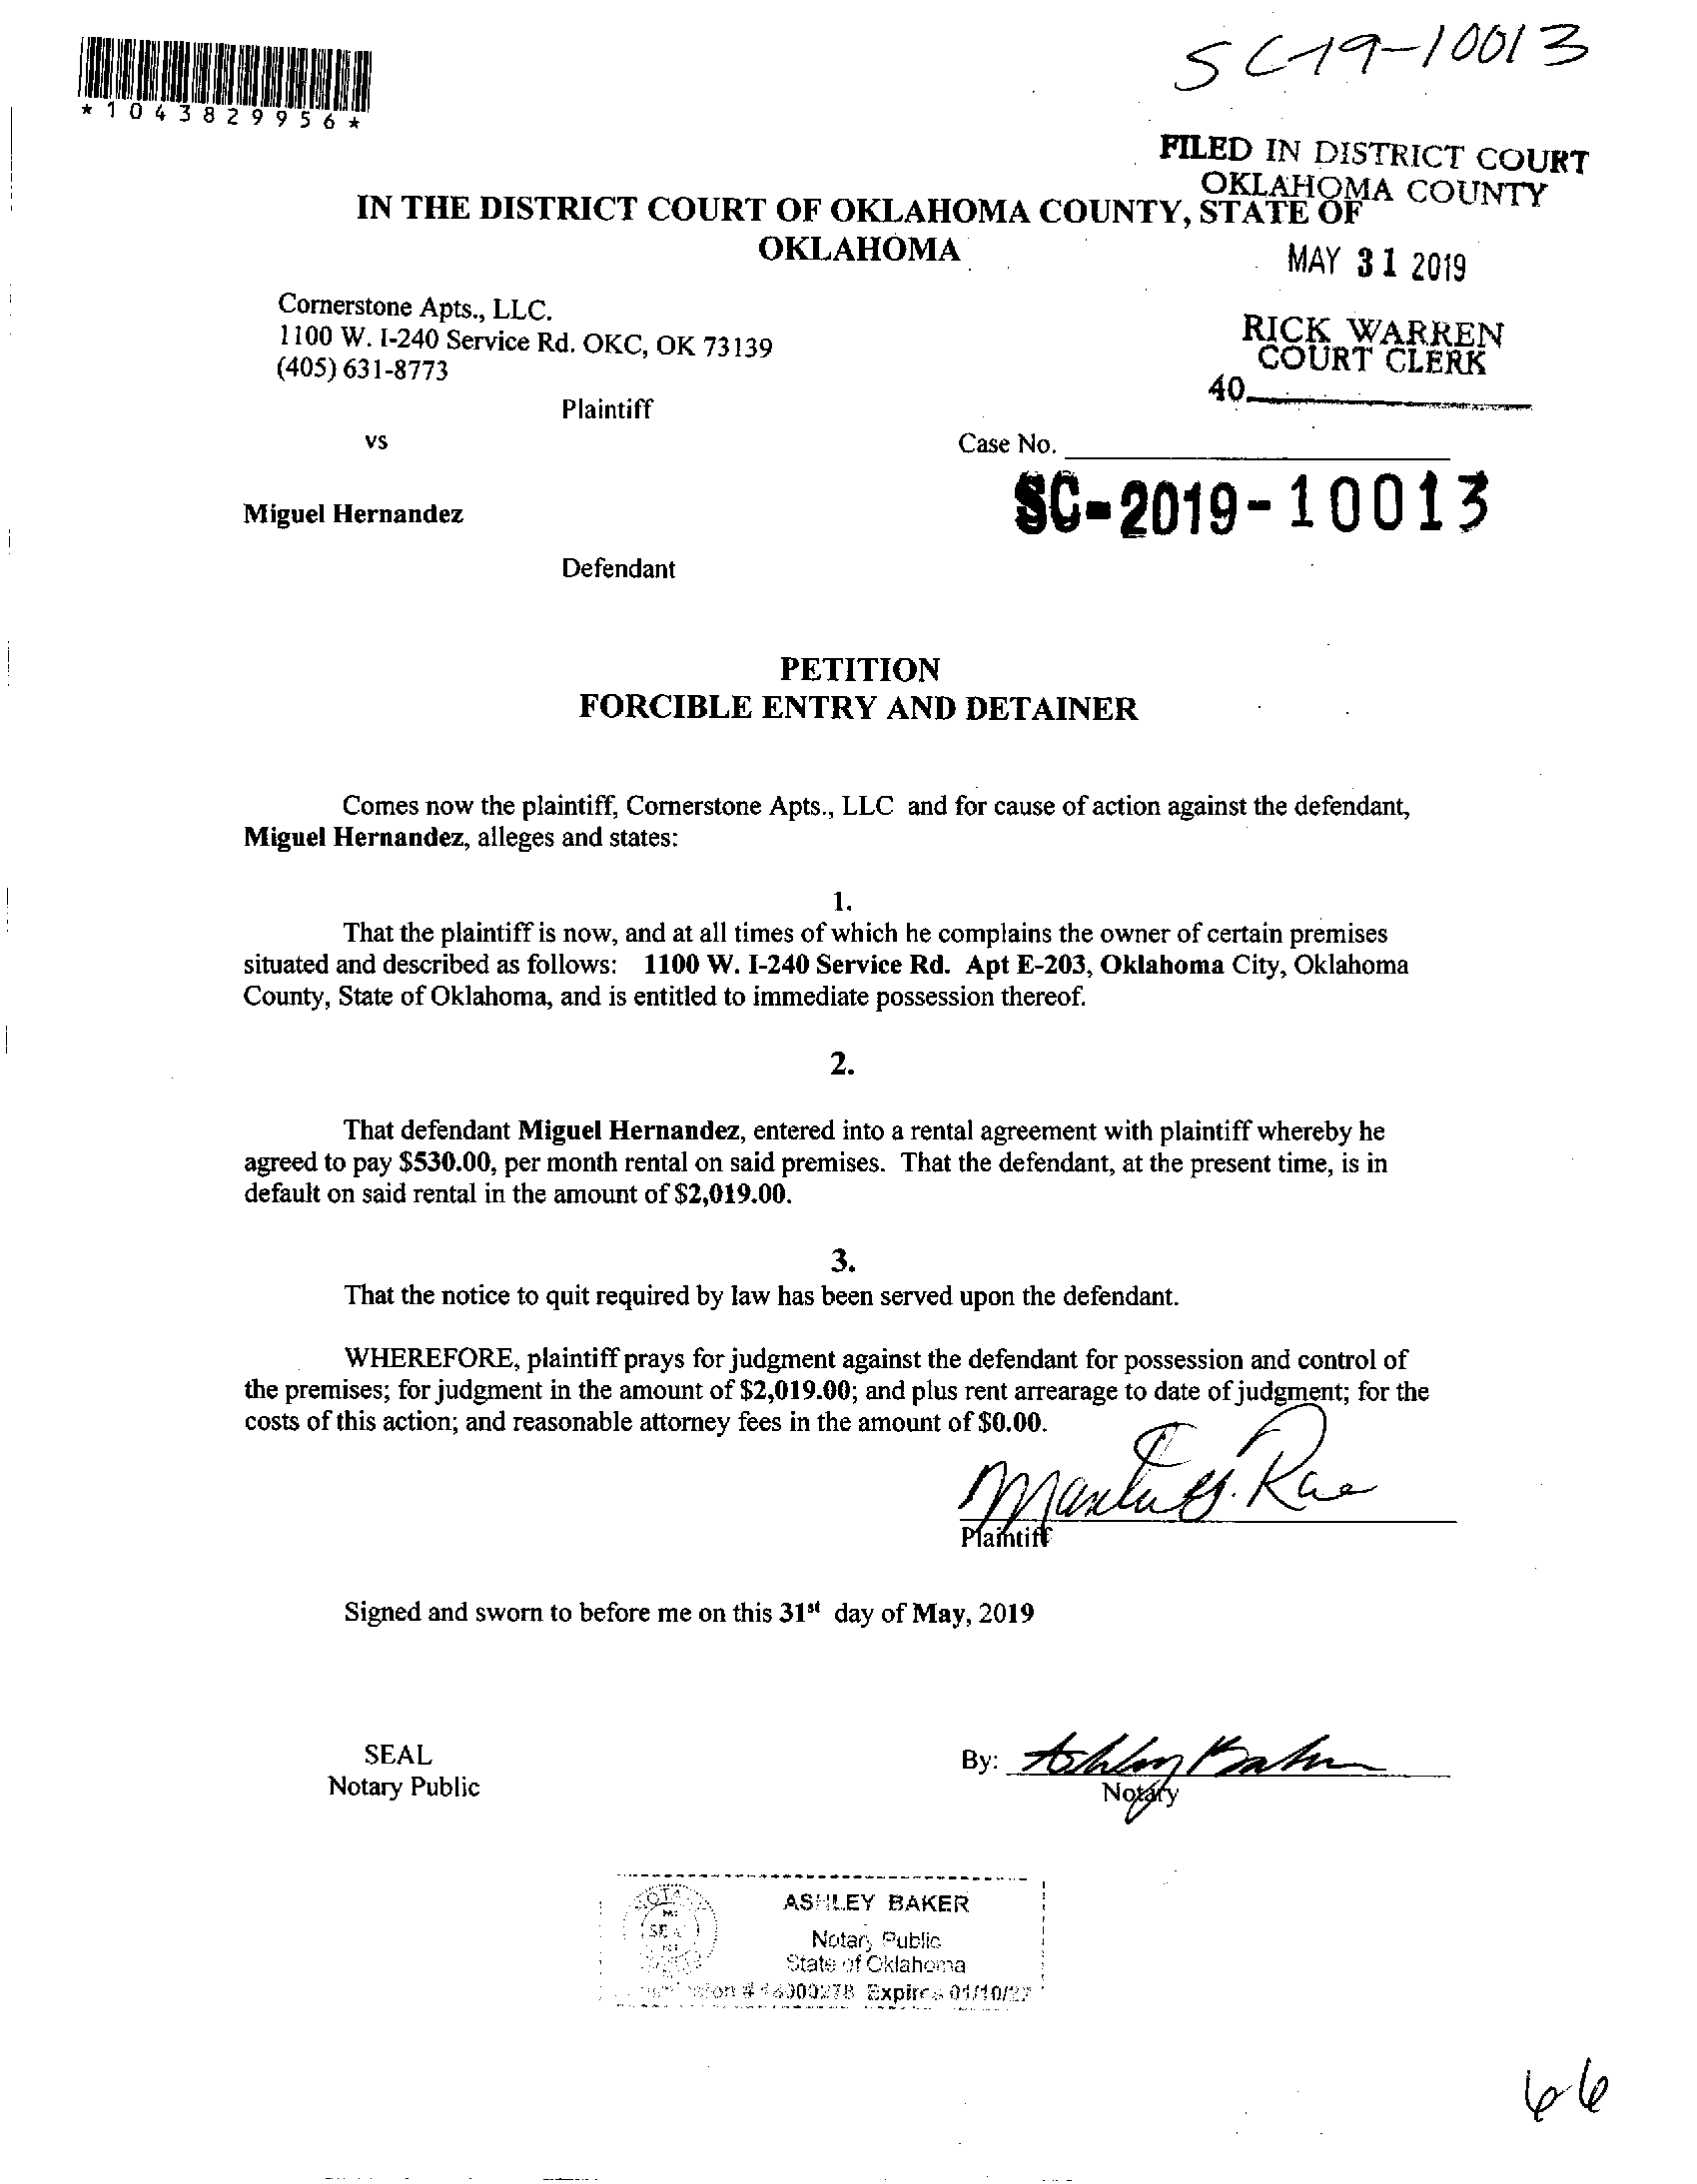 SC-19-10013
*1043829956*
FILED IN DISTRICT COURT
OKLAHOMA COUNTY
IN THE DISTRICT COURT OF OKLAHOMA COUNTY, STATE OF
OKLAHOMA
MAY 31 2019
Cornerstone Apts., LLC.
1100 W. I-240 Service Rd. OKC, OK 73139
(405) 631-8773
RICK WARREN
COURT CLERK
40
Plaintiff
vs
Case No.
SC-2019-10013
Miguel Hernandez
Defendant
PETITION
FORCIBLE ENTRY AND DETAINER
Comes now the plaintiff, Cornerstone Apts., LLC and for cause of action against the defendant,
Miguel Hernandez, alleges and states:
1.
That the plaintiff is now, and at all times of which he complains the owner of certain premises
situated and described as follows: 1100 W. I-240 Service Rd. Apt E-203, Oklahoma City, Oklahoma
County, State of Oklahoma, and is entitled to immediate possession thereof.
2.
That defendant Miguel Hernandez, entered into a rental agreement with plaintiff whereby he
agreed to pay $530.00, per month rental on said premises. That the defendant, at the present time, is in
default on said rental in the amount of $2,019.00.
3.
That the notice to quit required by law has been served upon the defendant.
WHEREFORE, plaintiff prays for judgment against the defendant for possession and control of
the premises; for judgment in the amount of $2,019.00; and plus rent arrearage to date of judgment; for the
costs of this action; and reasonable attorney fees in the amount of $0.00.
Plaintiff
Signed and sworn to before me on this 31st day of May, 2019
SEAL
Notary Public
By: Ashley Baker
Notary
SEAL
ASHLEY BAKER
Notary Public
State of Oklahoma
Expires 01/10/27
66